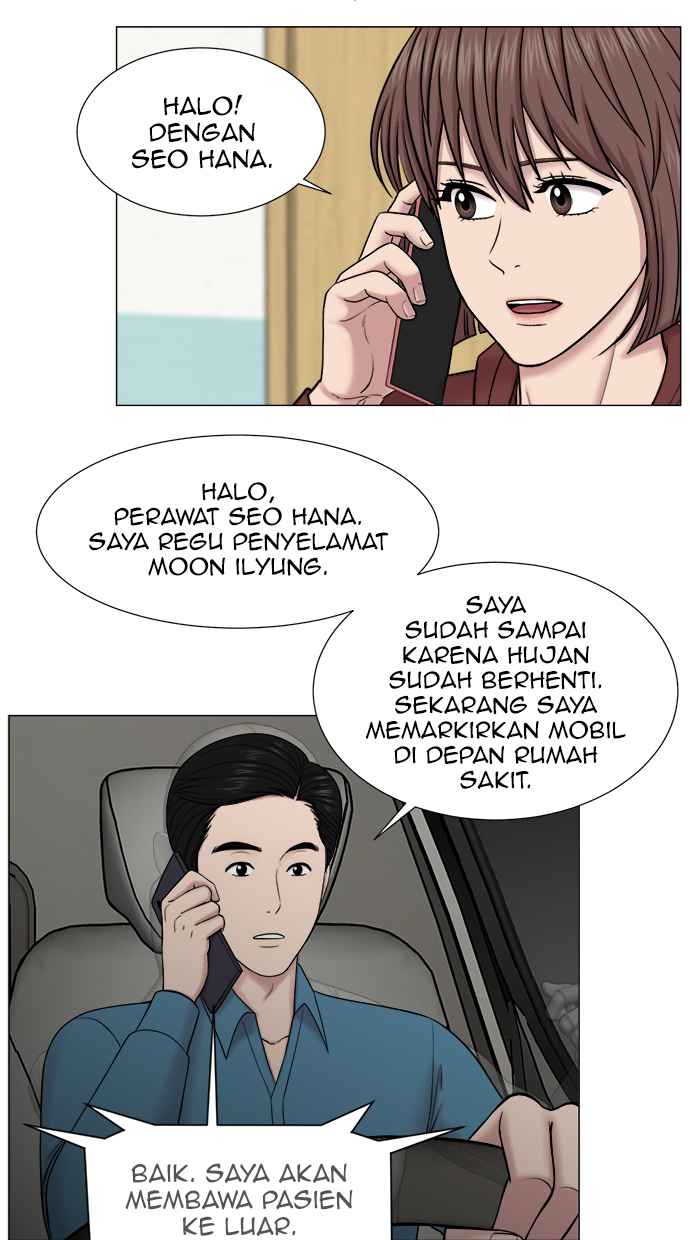 HALO!
DENGAN
SEO HANA.
HALO,
PERAWAT SEO HANA.
SAYA REGU PENYELAMAT
MOON ILYUNG.
SAYA
SUDAH SAMPAI
KARENA HUJAN
SUDAH BERHENTI.
SEKARANG SAYA
MEMARKIRKAN MOBIL
DI DEPAN RUMAH
SAKIT.
BAIK. SAYA AKAN
MEMBAWA PASIEN
KE LUAR.